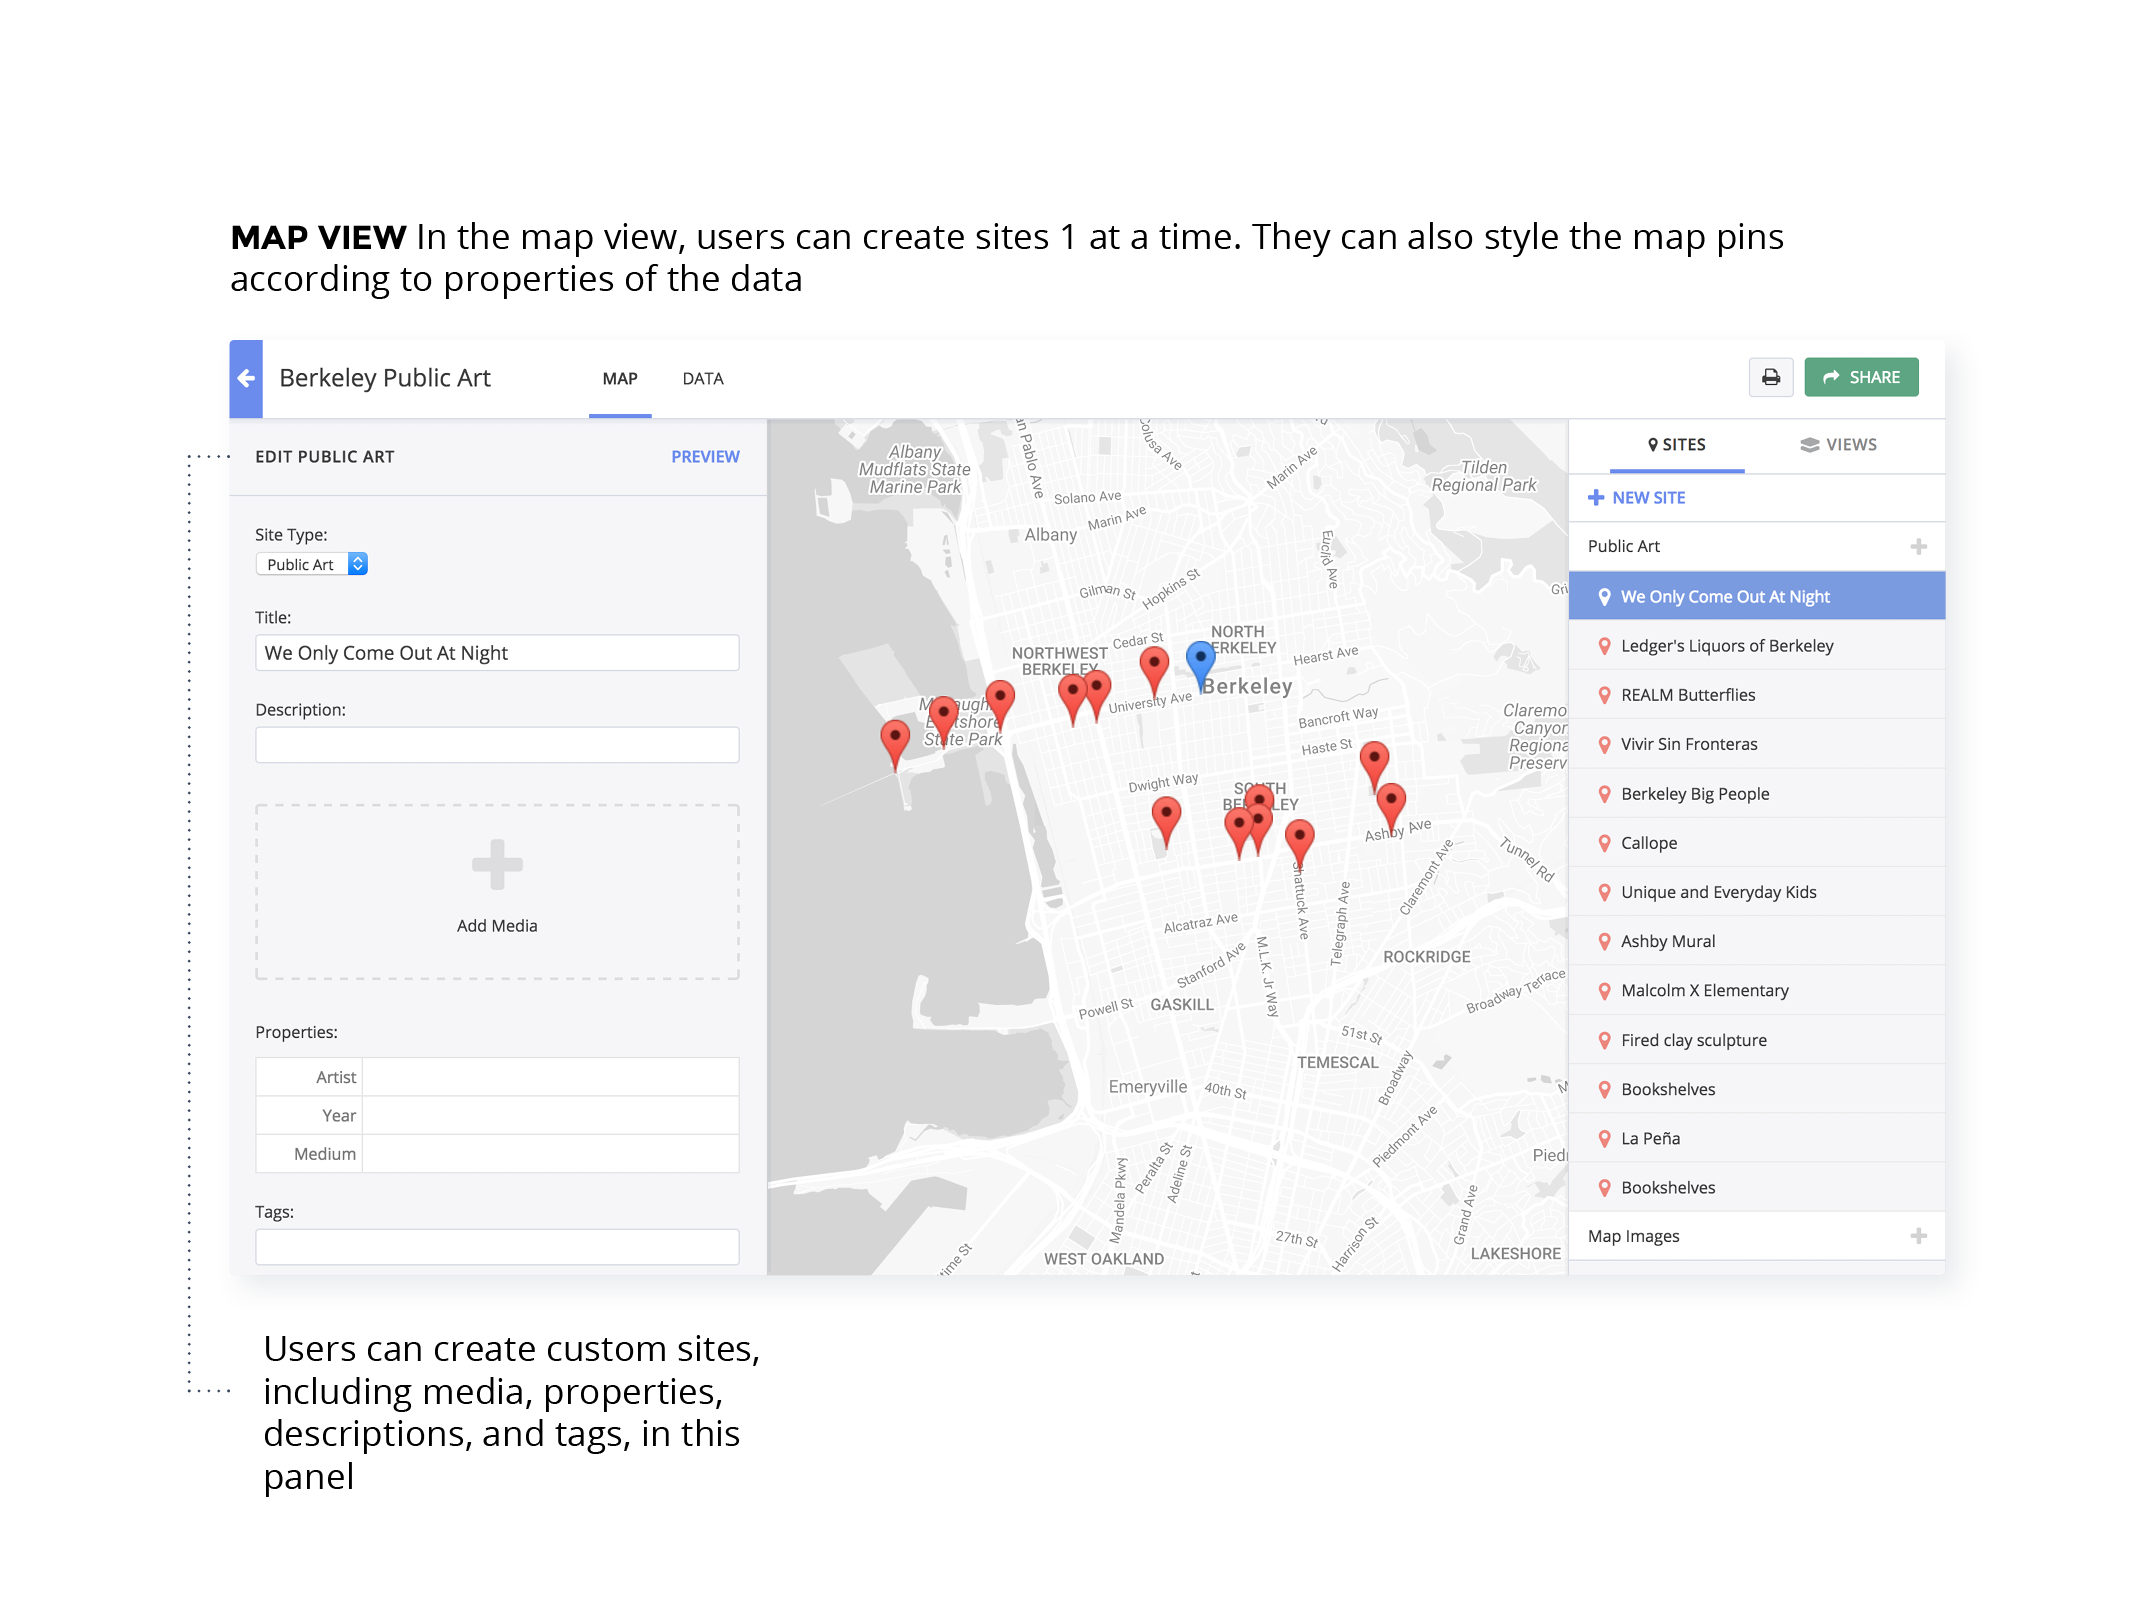 MAP VIEW In the map view, users can create sites 1 at a time. They can also style the map pins
according to properties of the data
Berkeley Public Art
MAP
DATA
SHARE
EDIT PUBLIC ART
PREVIEW
Site Type:
Public Art
Title:
We Only Come Out At Night
Description:
Add Media
Properties:
Artist
Year
Medium
Tags:
Albany
Mudflats State
Marine Park
Colusa Ave
Marin Ave
Tilden
Regional Park
Solano Ave
Marin Ave
Albany
Euclid Ave
Gilman St
Hopkins St
NORTH
Cedar St
NORTHWEST
BERKELEY
Hearst Ave
Berkeley
University Ave
State Park
Bancroft Way
Haste St
Dwight Way
Ashby Ave
Tunnel Rd
Claremont Ave
Shattuck Ave
Telegraph Ave
Alcatraz Ave
M.L.K. Jr Way
Stanford Ave
ROCKRIDGE
Broadway Terrace
Powell St
GASKILL
51st St
TEMESCAL
Broadway
Emeryville
40th St
Piedmont Ave
Peralta St
Adeline St
Mandela Pkwy
Grand Ave
27th St
Harrison St
WEST OAKLAND
LAKESHORE
SITES
VIEWS
NEW SITE
Public Art
We Only Come Out At Night
Ledger's Liquors of Berkeley
REALM Butterflies
Vivir Sin Fronteras
Berkeley Big People
Callope
Unique and Everyday Kids
Ashby Mural
Malcolm X Elementary
Fired clay sculpture
Bookshelves
La Peña
Bookshelves
Map Images
Users can create custom sites,
including media, properties,
descriptions, and tags, in this
panel